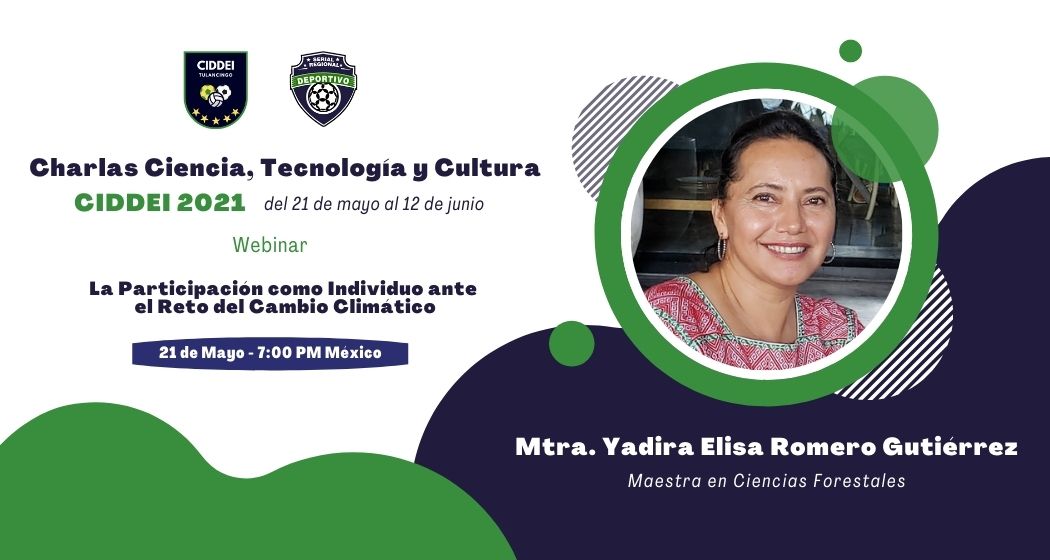 CIDDEI
TULANCINGO
SERIAL
REGIONAL
DEPORTIVO
Charlas Ciencia, Tecnología y Cultura
CIDDEI 2021 del 21 de mayo al 12 de junio
Webinar
La Participación como Individuo ante
el Reto del Cambio Climático
21 de Mayo - 7:00 PM México
Mtra. Yadira Elisa Romero Gutiérrez
Maestra en Ciencias Forestales